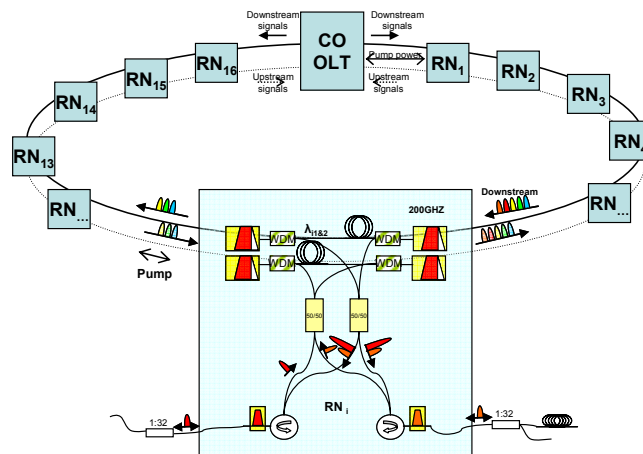 Downstream
signals
Downstream
signals
CO
OLT
Pump power
Upstream
signals
Upstream
signals
RN16
RN15
RN14
RN13
RN...
RN1
RN2
RN3
RN4
RN...
Downstream
200GHZ
λi1&2
WDM
WDM
WDM
WDM
Pump
50/50
50/50
RN i
1:32
1:32